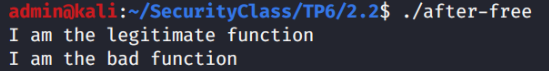 admin@kali:~/SecurityClass/TP6/2.2$ ./after-free
I am the legitimate function
I am the bad function